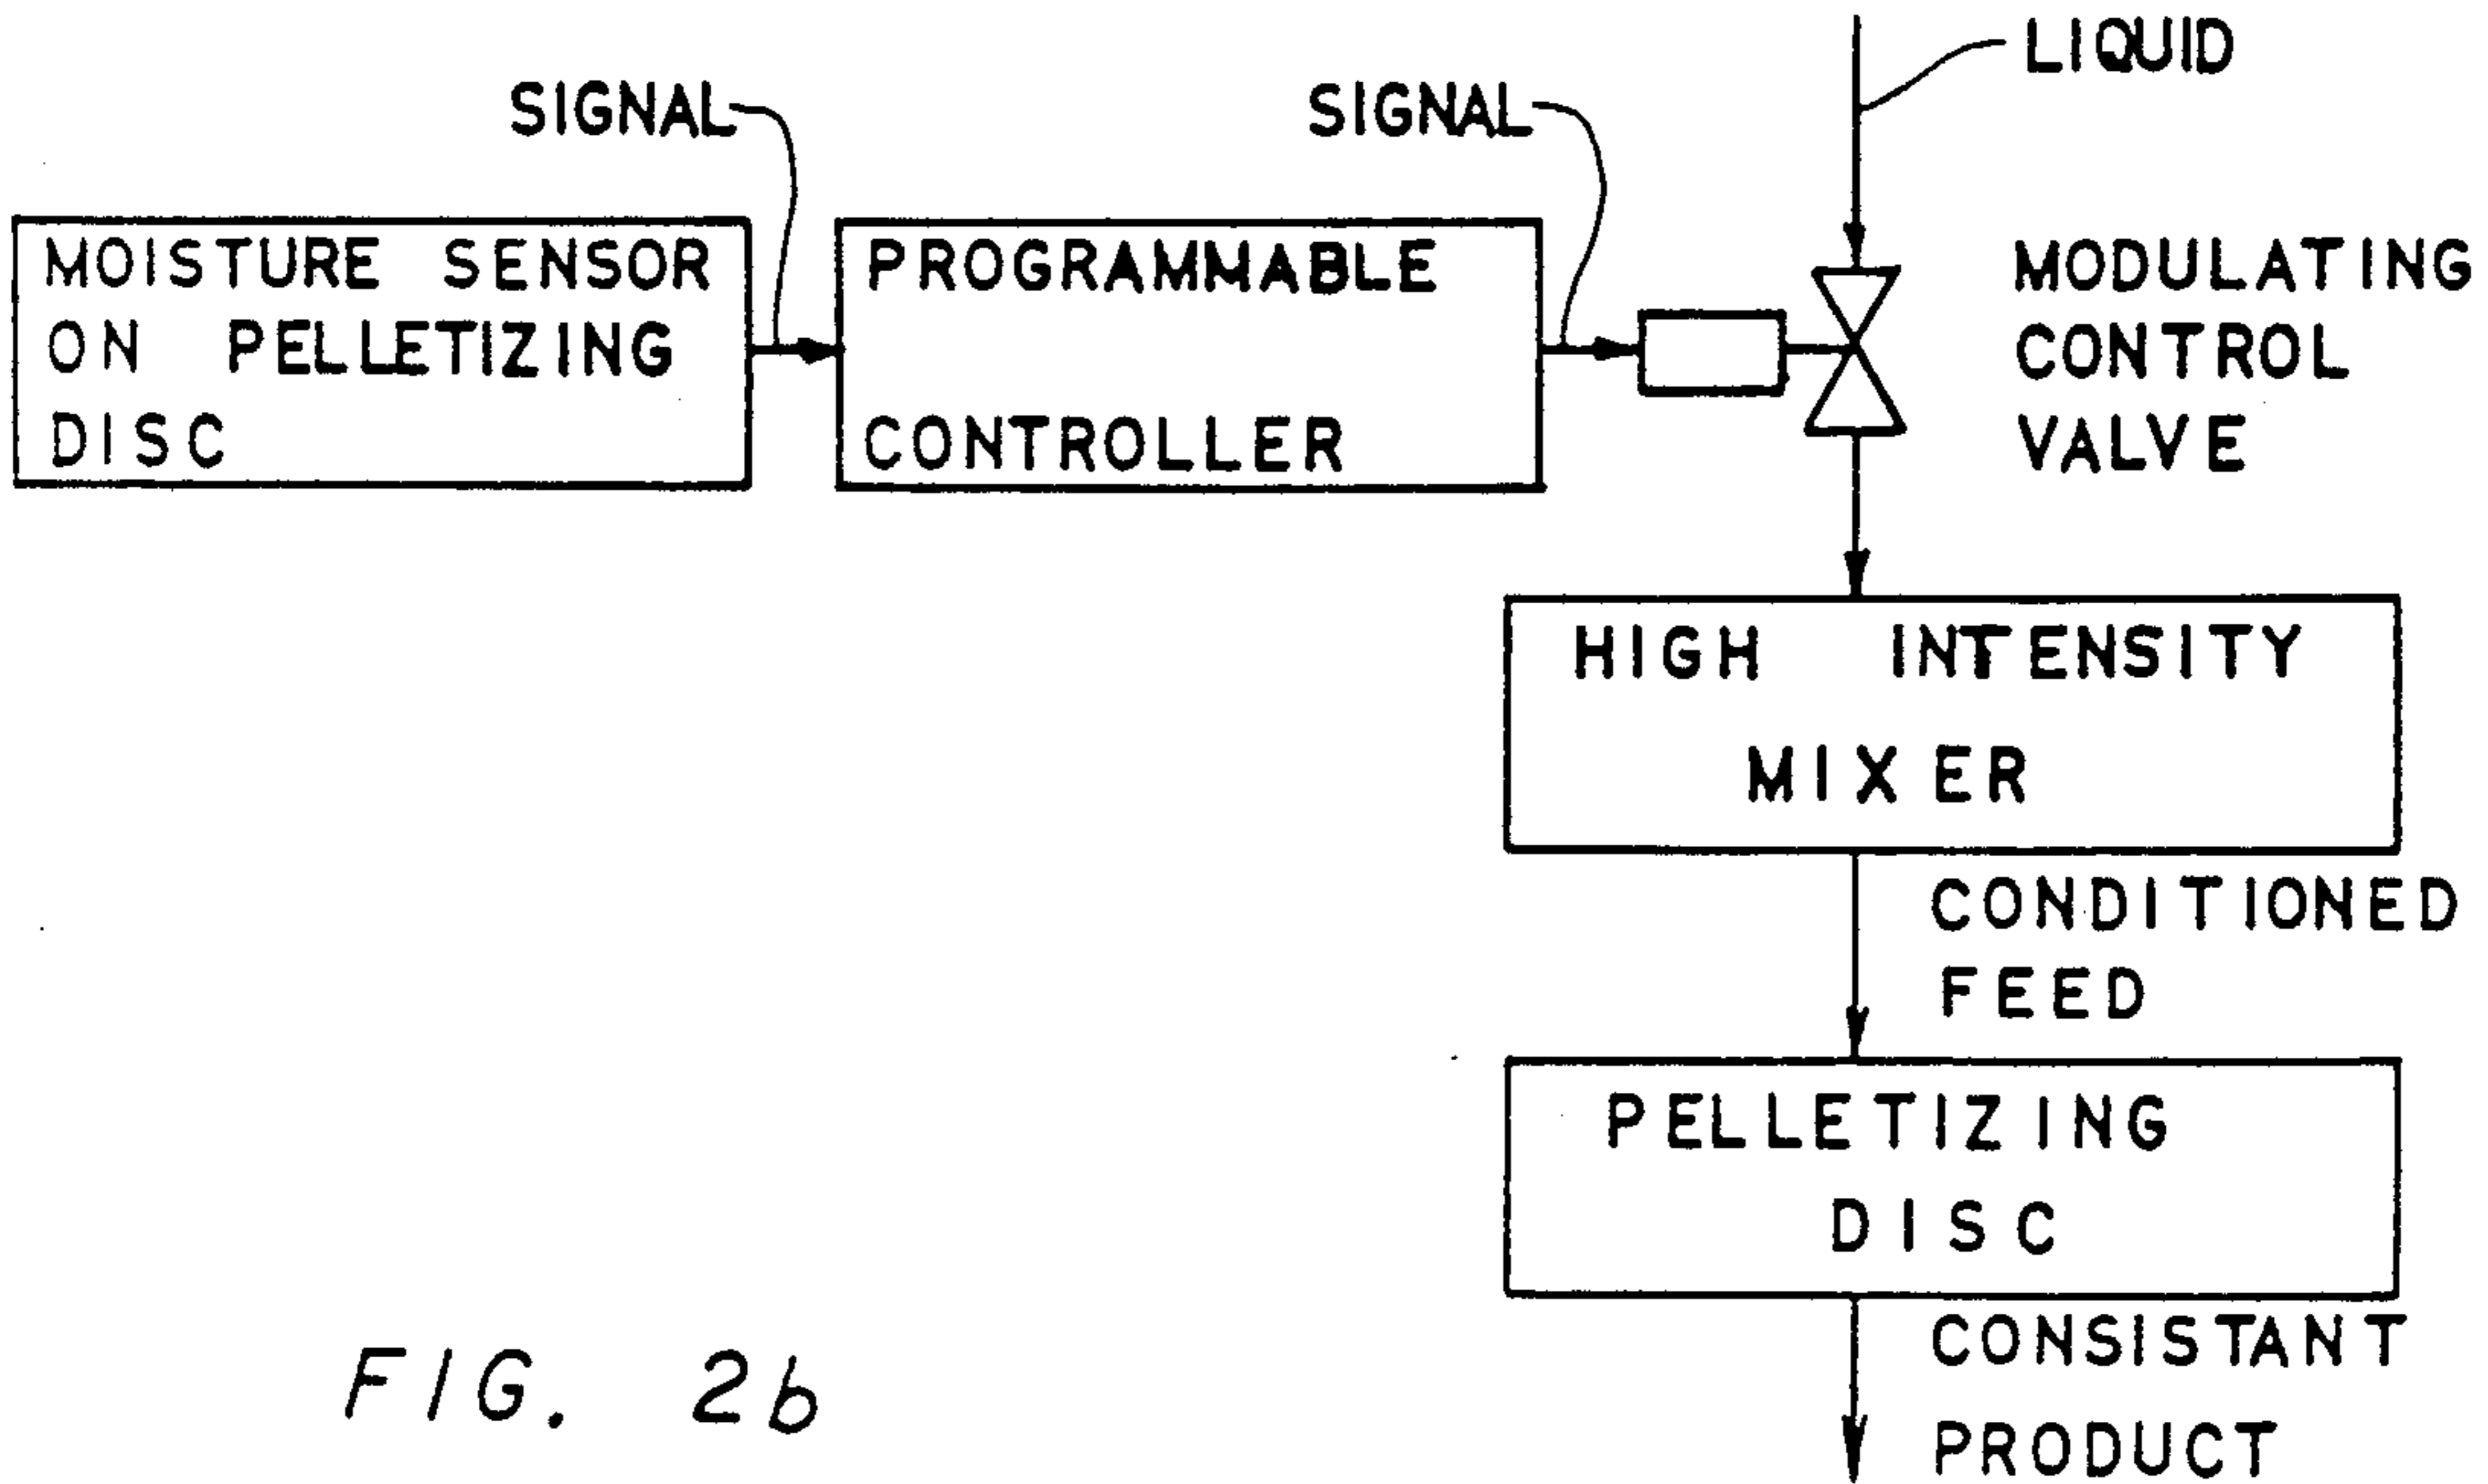 LIQUID
SIGNAL
SIGNAL
MOISTURE SENSOR
ON PELLETIZING
DISC
PROGRAMMABLE
CONTROLLER
MODULATING
CONTROL
VALVE
HIGH INTENSITY
MIXER
CONDITIONED
FEED
PELLETIZING
DISC
CONSISTANT
PRODUCT
FIG. 2b